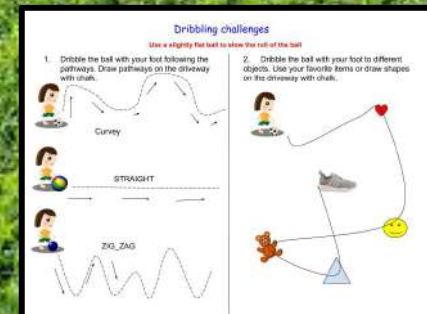 Dribbling challenges
Use a slightly flat ball to slow the roll of the ball
1. Dribble the ball with your foot following the
pathways. Draw pathways on the driveway
with chalk.
Curvey
STRAIGHT
ZIG_ZAG
2. Dribble the ball with your foot to different
objects. Use your favorite items or draw shapes
on the driveway with chalk.